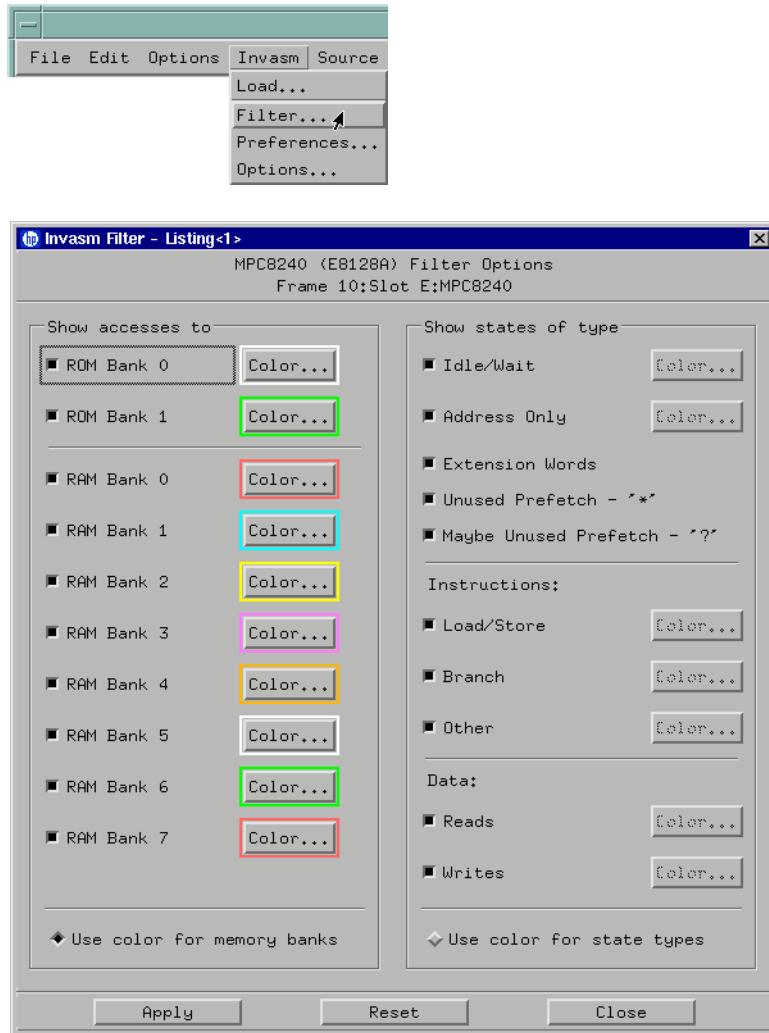 File Edit Options Invasm Source
Load...
Filter...
Preferences...
Options...
hp Invasm Filter - Listing<1>
MPC8240 (E8128A) Filter Options
Frame 10:Slot E:MPC8240
Show accesses to
ROM Bank 0 Color...
ROM Bank 1 Color...
RAM Bank 0 Color...
RAM Bank 1 Color...
RAM Bank 2 Color...
RAM Bank 3 Color...
RAM Bank 4 Color...
RAM Bank 5 Color...
RAM Bank 6 Color...
RAM Bank 7 Color...
Use color for memory banks
Show states of type
Idle/Wait Color...
Address Only Color...
Extension Words
Unused Prefetch - '*'
Maybe Unused Prefetch - '?'
Instructions:
Load/Store Color...
Branch Color...
Other Color...
Data:
Reads Color...
Writes Color...
Use color for state types
Apply Reset Close